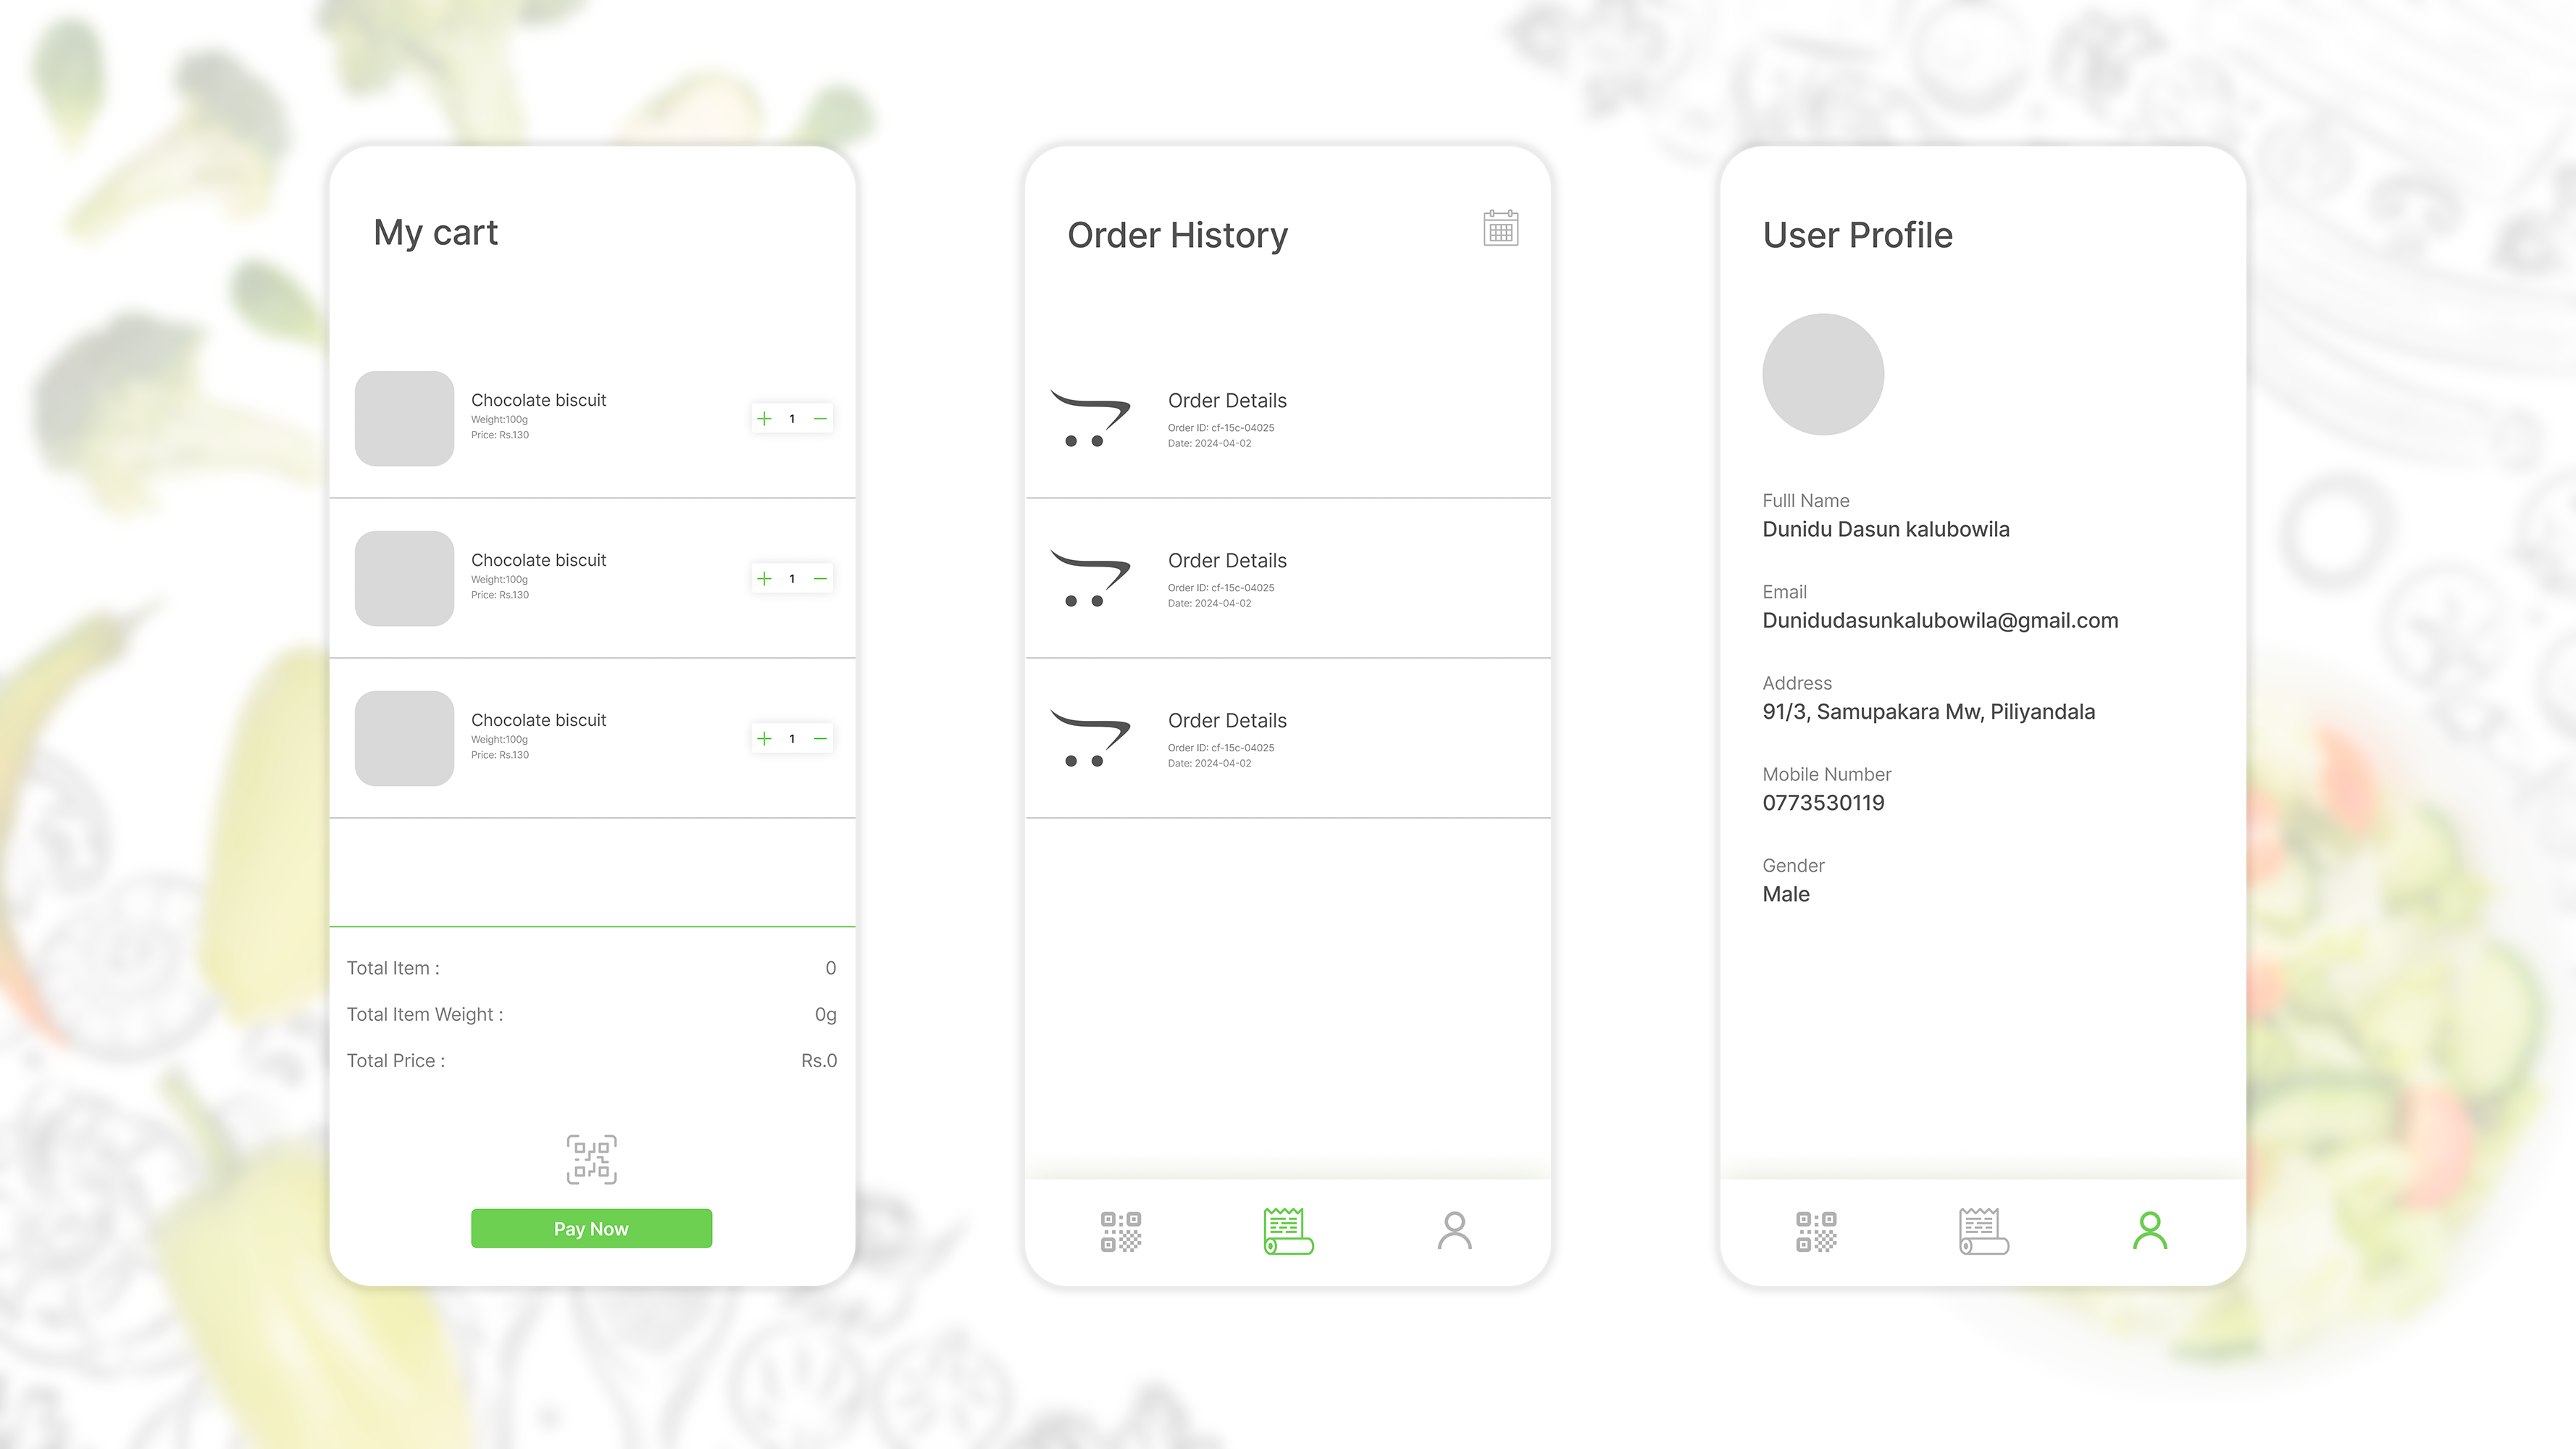 My cart
Chocolate biscuit
Weight:100g
Price: Rs.130
+ 1 −
Chocolate biscuit
Weight:100g
Price: Rs.130
+ 1 −
Chocolate biscuit
Weight:100g
Price: Rs.130
+ 1 −
Total Item : 0
Total Item Weight : 0g
Total Price : Rs.0
Pay Now
Order History
Order Details
Order ID: cf-15c-04025
Date: 2024-04-02
Order Details
Order ID: cf-15c-04025
Date: 2024-04-02
Order Details
Order ID: cf-15c-04025
Date: 2024-04-02
User Profile
Fulll Name
Dunidu Dasun kalubowila
Email
Dunidudasunkalubowila@gmail.com
Address
91/3, Samupakara Mw, Piliyandala
Mobile Number
0773530119
Gender
Male